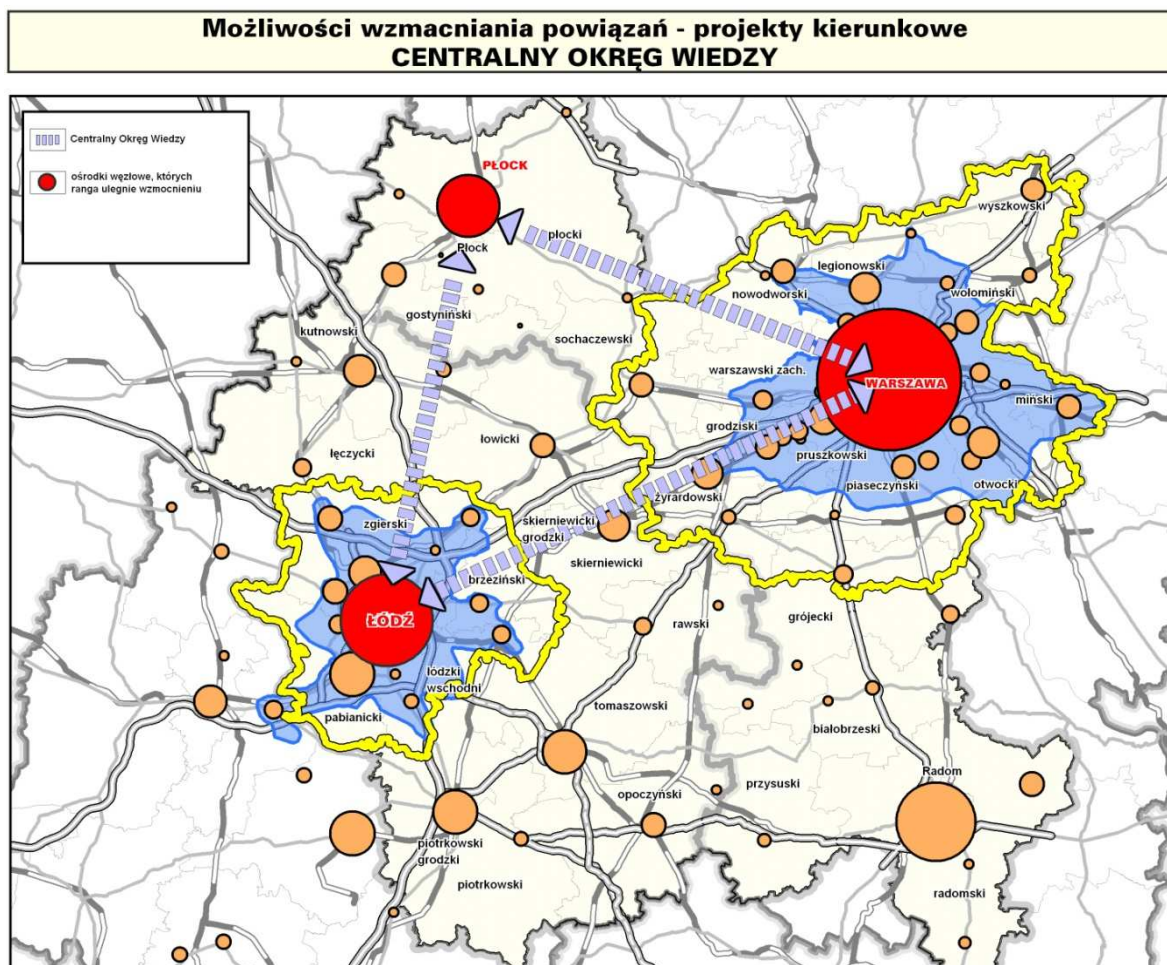 Możliwości wzmacniania powiązań - projekty kierunkowe
CENTRALNY OKRĘG WIEDZY
Centralny Okręg Wiedzy
ośrodki węzłowe, których
ranga ulegnie wzmocnieniu
PŁOCK
Płock
płocki
wyszkowski
legionowski
nowodworski
wołomiński
gostyniński
kutnowski
sochaczewski
warszawski zach.
WARSZAWA
miński
grodziski
łowicki
łęczycki
pruszkowski
piaseczyński
otwocki
żyrardowski
zgierski
skierniewicki
grodzki
skierniewicki
brzeziński
ŁÓDŹ
rawski
grójecki
łódzki
wschodni
pabianicki
tomaszowski
białobrzeski
Radom
przysuski
opoczyński
piotrkowski
grodzki
piotrkowski
radomski